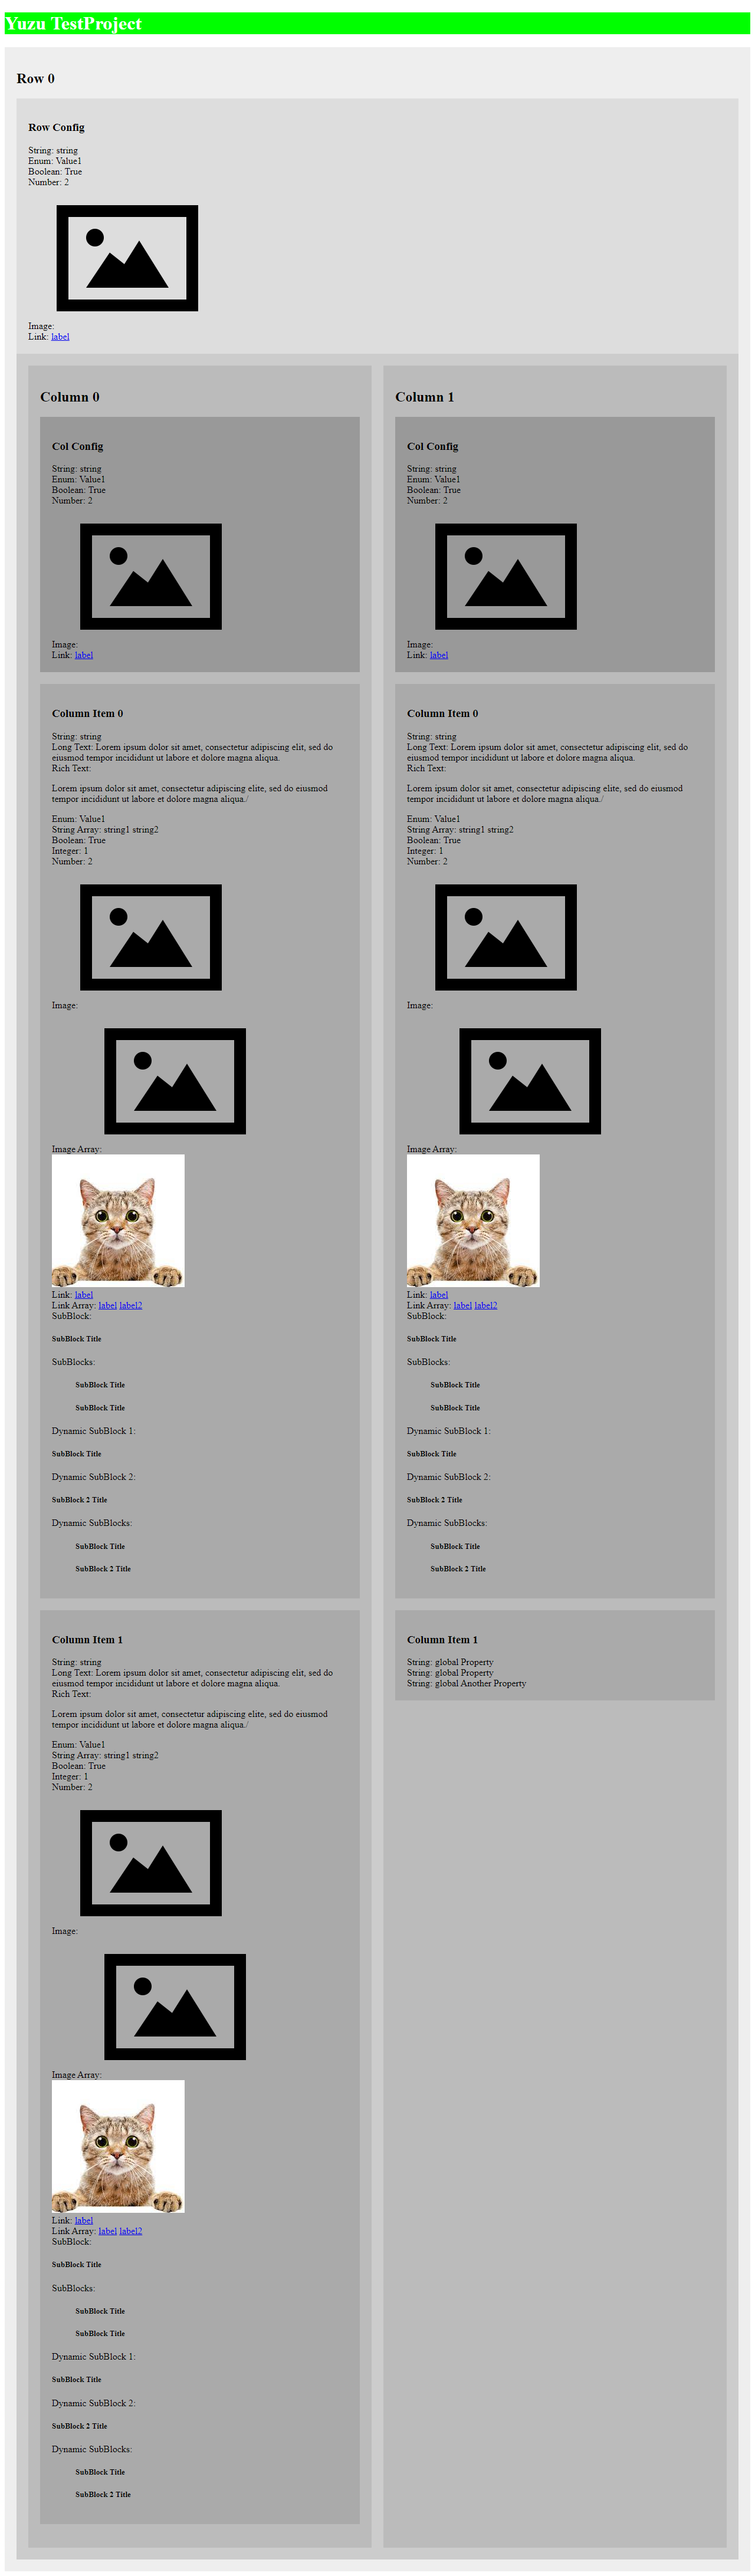 Yuzu TestProject
Row 0
Row Config
String: string
Enum: Value1
Boolean: True
Number: 2
Image:
Link: label
Column 0
Col Config
String: string
Enum: Value1
Boolean: True
Number: 2
Image:
Link: label
Column Item 0
String: string
Long Text: Lorem ipsum dolor sit amet, consectetur adipiscing elit, sed do
eiusmod tempor incididunt ut labore et dolore magna aliqua.
Rich Text:
Lorem ipsum dolor sit amet, consectetur adipiscing elite, sed do eiusmod
tempor incididunt ut labore et dolore magna aliqua./
Enum: Value1
String Array: string1 string2
Boolean: True
Integer: 1
Number: 2
Image:
Image Array:
Link: label
Link Array: label label2
SubBlock:
SubBlock Title
SubBlocks:
SubBlock Title
SubBlock Title
Dynamic SubBlock 1:
SubBlock Title
Dynamic SubBlock 2:
SubBlock 2 Title
Dynamic SubBlocks:
SubBlock Title
SubBlock 2 Title
Column Item 1
String: string
Long Text: Lorem ipsum dolor sit amet, consectetur adipiscing elit, sed do
eiusmod tempor incididunt ut labore et dolore magna aliqua.
Rich Text:
Lorem ipsum dolor sit amet, consectetur adipiscing elite, sed do eiusmod
tempor incididunt ut labore et dolore magna aliqua./
Enum: Value1
String Array: string1 string2
Boolean: True
Integer: 1
Number: 2
Image:
Image Array:
Link: label
Link Array: label label2
SubBlock:
SubBlock Title
SubBlocks:
SubBlock Title
SubBlock Title
Dynamic SubBlock 1:
SubBlock Title
Dynamic SubBlock 2:
SubBlock 2 Title
Dynamic SubBlocks:
SubBlock Title
SubBlock 2 Title
Column 1
Col Config
String: string
Enum: Value1
Boolean: True
Number: 2
Image:
Link: label
Column Item 0
String: string
Long Text: Lorem ipsum dolor sit amet, consectetur adipiscing elit, sed do
eiusmod tempor incididunt ut labore et dolore magna aliqua.
Rich Text:
Lorem ipsum dolor sit amet, consectetur adipiscing elite, sed do eiusmod
tempor incididunt ut labore et dolore magna aliqua./
Enum: Value1
String Array: string1 string2
Boolean: True
Integer: 1
Number: 2
Image:
Image Array:
Link: label
Link Array: label label2
SubBlock:
SubBlock Title
SubBlocks:
SubBlock Title
SubBlock Title
Dynamic SubBlock 1:
SubBlock Title
Dynamic SubBlock 2:
SubBlock 2 Title
Dynamic SubBlocks:
SubBlock Title
SubBlock 2 Title
Column Item 1
String: global Property
String: global Property
String: global Another Property